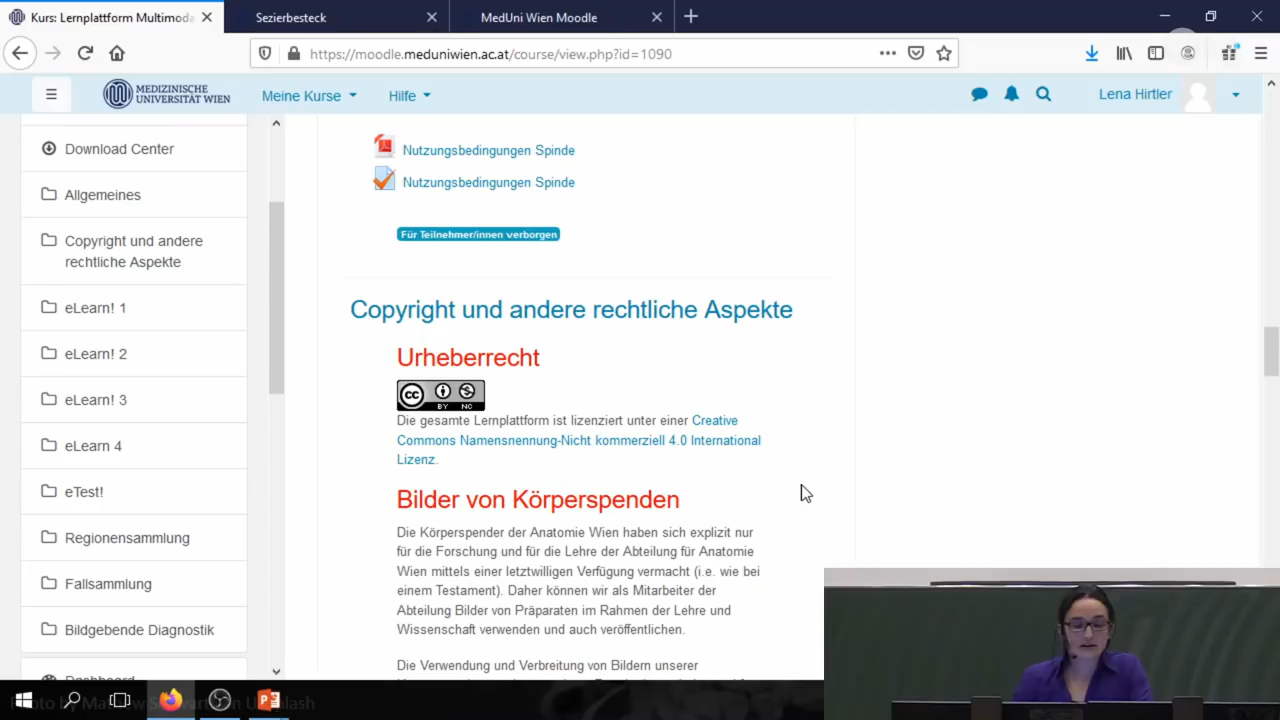 Kurs: Lernplattform Multimoda
Sezierbesteck
MedUni Wien Moodle
https://moodle.meduniwien.ac.at/course/view.php?id=1090
MEDIZINISCHE
UNIVERSITÄT WIEN
Meine Kurse
Hilfe
Lena Hirtler
Download Center
Allgemeines
Copyright und andere
rechtliche Aspekte
eLearn! 1
eLearn! 2
eLearn! 3
eLearn 4
eTest!
Regionensammlung
Fallsammlung
Bildgebende Diagnostik
Dashboard
Nutzungsbedingungen Spinde
Nutzungsbedingungen Spinde
Für Teilnehmer/innen verborgen
Copyright und andere rechtliche Aspekte
Urheberrecht
cc
BY NC
Die gesamte Lernplattform ist lizenziert unter einer Creative
Commons Namensnennung-Nicht kommerziell 4.0 International
Lizenz.
Bilder von Körperspenden
Die Körperspender der Anatomie Wien haben sich explizit nur
für die Forschung und für die Lehre der Abteilung für Anatomie
Wien mittels einer letztwilligen Verfügung vermacht (i.e. wie bei
einem Testament). Daher können wir als Mitarbeiter der
Abteilung Bilder von Präparaten im Rahmen der Lehre und
Wissenschaft verwenden und auch veröffentlichen.
Die Verwendung und Verbreitung von Bildern unserer